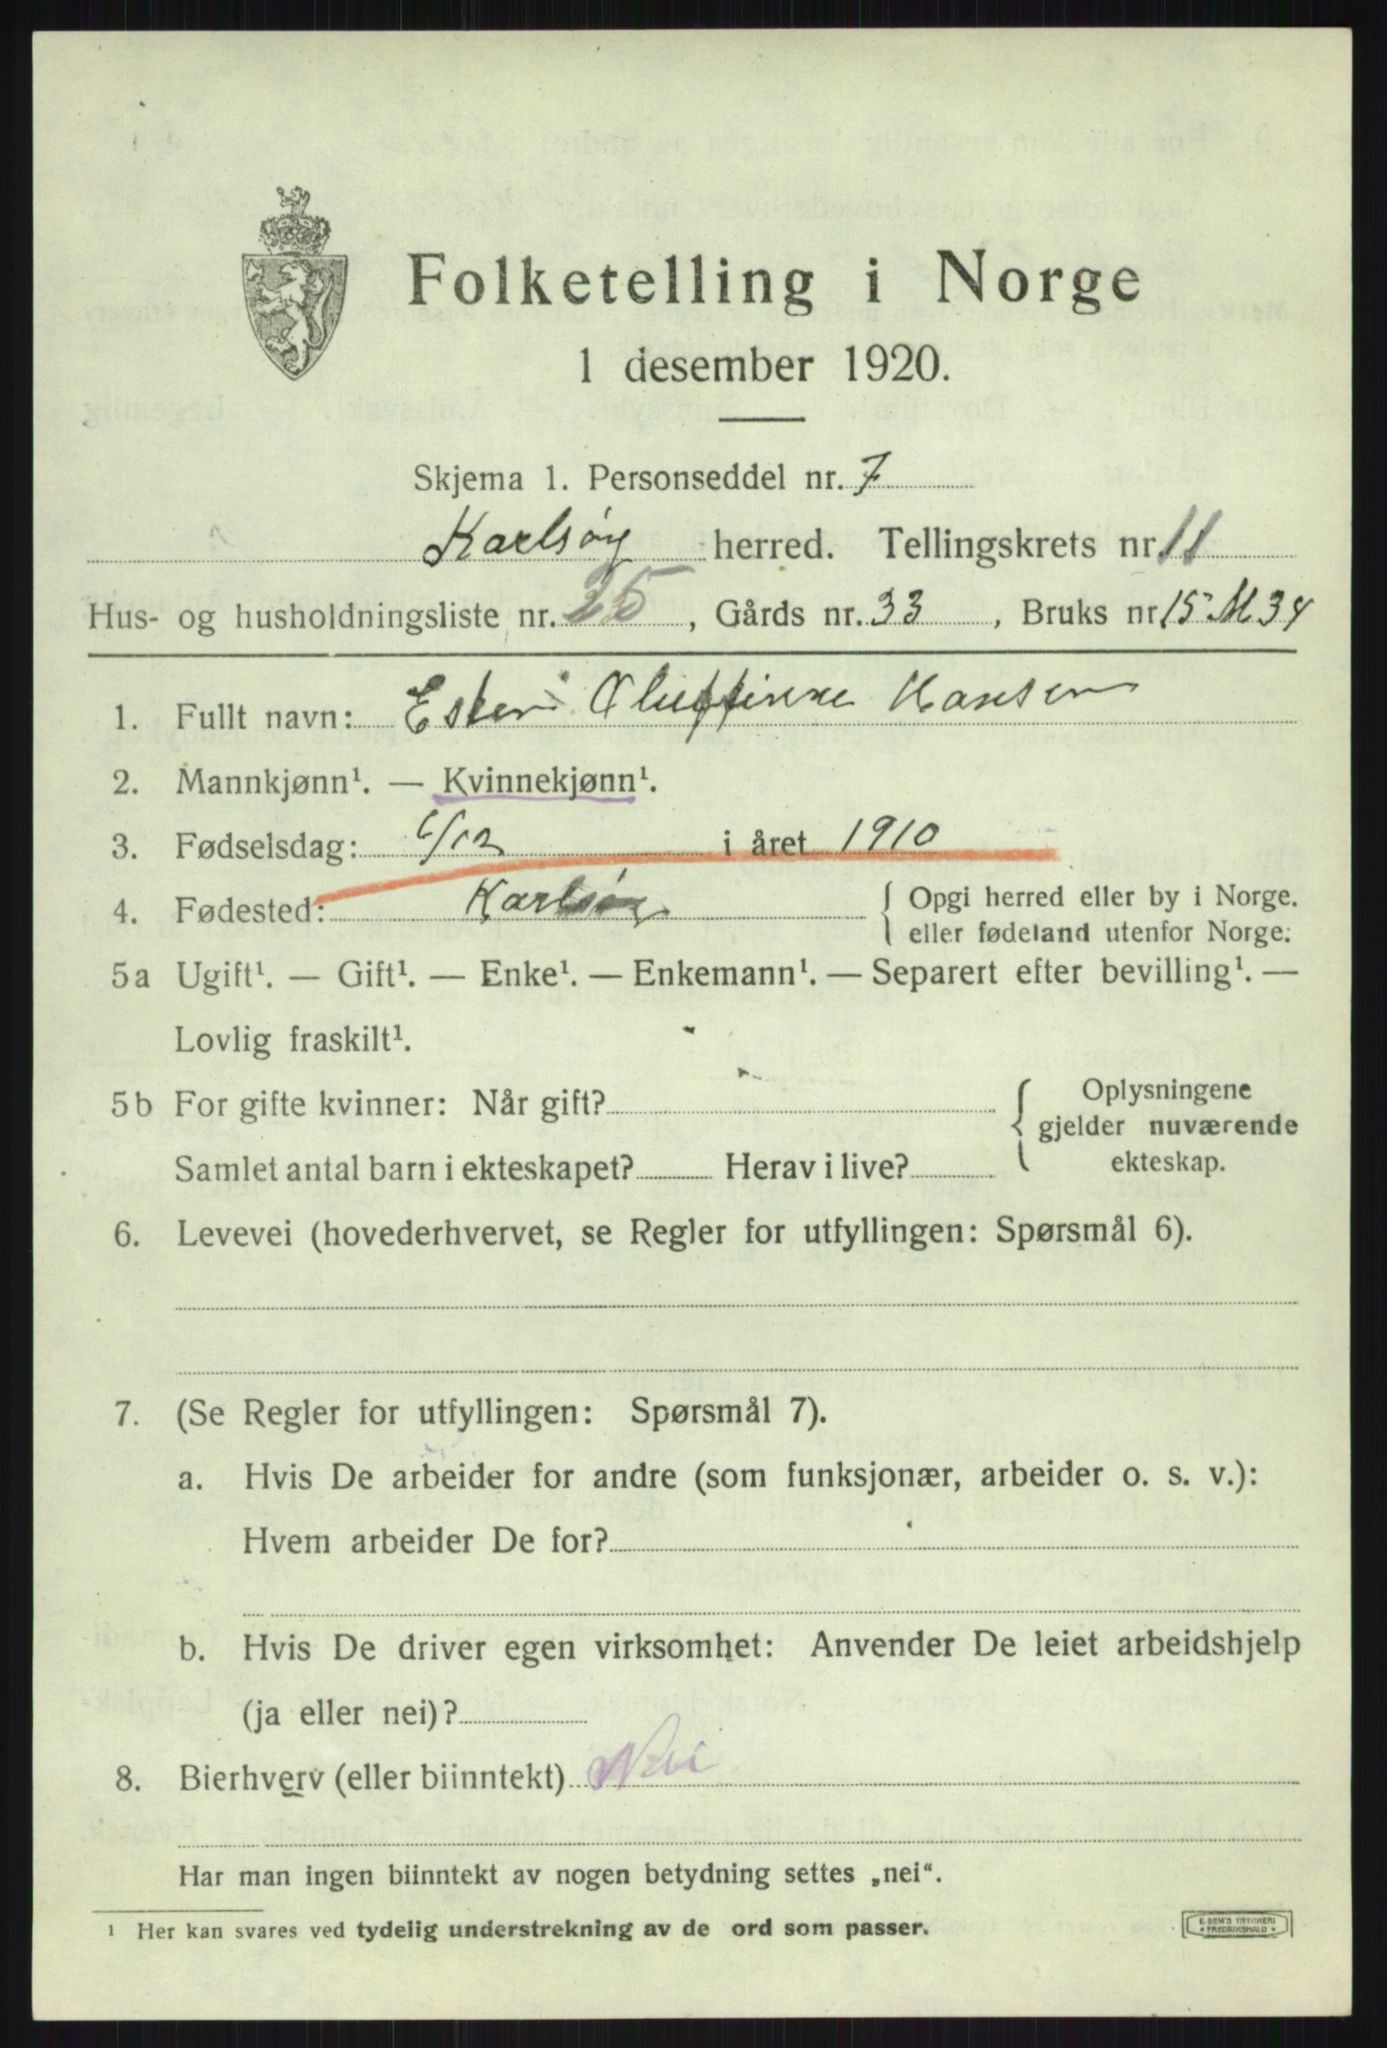 Folketelling i Norge
1 desember 1920.
Skjema 1. Personseddel nr. 7
Karlsøy herred. Tellingskrets nr. 11
Hus- og husholdningsliste nr. 35, Gårds nr. 33, Bruks nr. 15 M34
1. Fullt navn: Ester Oluffine Hansen
2. Mannkjønn¹. — Kvinnekjønn¹.
3. Fødselsdag: 6/12 i året 1910
4. Fødested: Karlsøy { Opgi herred eller by i Norge.
eller fødeland utenfor Norge.
5a Ugift¹. — Gift¹. — Enke¹. — Enkemann¹. — Separert efter bevilling¹. —
Lovlig fraskilt¹.
5b For gifte kvinner: Når gift? { Oplysningene
gjelder nuværende
Samlet antal barn i ekteskapet? Herav i live? ekteskap.
6. Levevei (hovederhvervet, se Regler for utfyllingen: Spørsmål 6).
7. (Se Regler for utfyllingen: Spørsmål 7).
a. Hvis De arbeider for andre (som funksjonær, arbeider o. s. v.):
Hvem arbeider De for?
b. Hvis De driver egen virksomhet: Anvender De leiet arbeidshjelp
(ja eller nei)?
8. Bierhverv (eller biinntekt) Nei
Har man ingen biinntekt av nogen betydning settes „nei“.
¹ Her kan svares ved tydelig understrekning av de ord som passer.
E. SEM'S TRYKKERI
FREDRIKSHALD